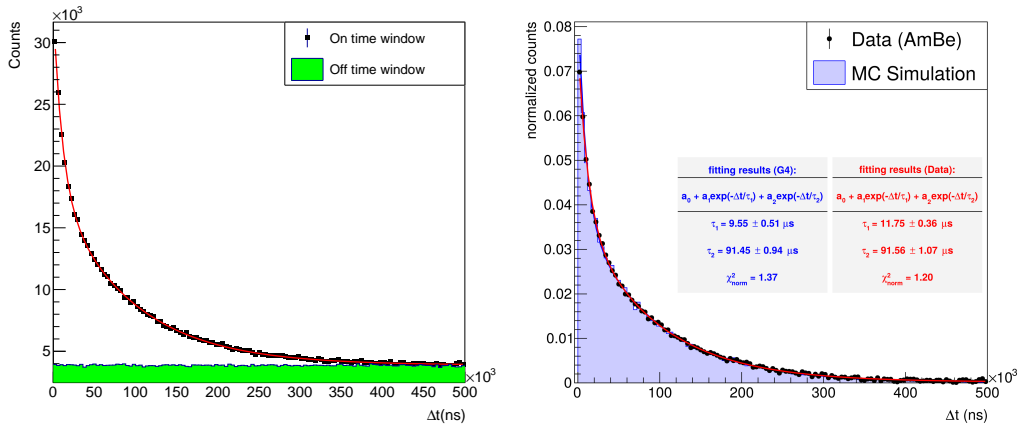 ×10³
Counts
30
25
20
15
10
5
On time window
Off time window
0 50 100 150 200 250 300 350 400 450 500
×10³
Δt(ns)
normalized counts
0.08
0.07
0.06
0.05
0.04
0.03
0.02
0.01
0
Data (AmBe)
MC Simulation
fitting results (G4):
a₀ + a₁exp(-Δt/τ₁) + a₂exp(-Δt/τ₂)
τ₁ = 9.55 ± 0.51 μs
τ₂ = 91.45 ± 0.94 μs
χ²norm = 1.37
fitting results (Data):
a₀ + a₁exp(-Δt/τ₁) + a₂exp(-Δt/τ₂)
τ₁ = 11.75 ± 0.36 μs
τ₂ = 91.56 ± 1.07 μs
χ²norm = 1.20
0 100 200 300 400 500
×10³
Δt (ns)